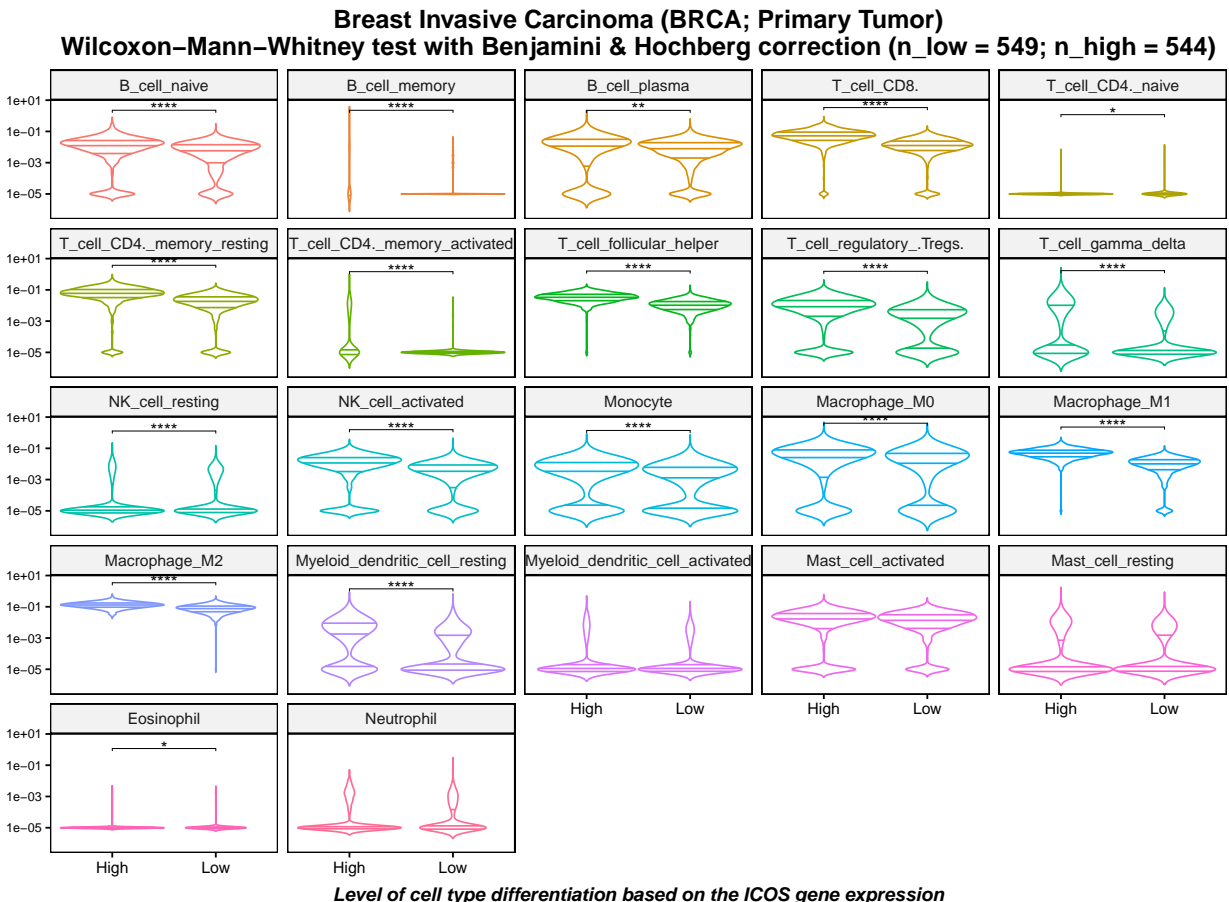 Breast Invasive Carcinoma (BRCA; Primary Tumor)
Wilcoxon−Mann−Whitney test with Benjamini & Hochberg correction (n_low = 549; n_high = 544)
B_cell_naive B_cell_memory B_cell_plasma T_cell_CD8. T_cell_CD4._naive
**** **** ** **** *
1e+01
1e−01
1e−03
1e−05
T_cell_CD4._memory_resting T_cell_CD4._memory_activated T_cell_follicular_helper T_cell_regulatory_.Tregs. T_cell_gamma_delta
**** **** **** **** ****
1e+01
1e−01
1e−03
1e−05
NK_cell_resting NK_cell_activated Monocyte Macrophage_M0 Macrophage_M1
**** **** **** **** ****
1e+01
1e−01
1e−03
1e−05
Macrophage_M2 Myeloid_dendritic_cell_resting Myeloid_dendritic_cell_activated Mast_cell_activated Mast_cell_resting
**** ****
1e+01
1e−01
1e−03
1e−05
High Low High Low High Low
Eosinophil Neutrophil
*
1e+01
1e−01
1e−03
1e−05
High Low High Low
Level of cell type differentiation based on the ICOS gene expression